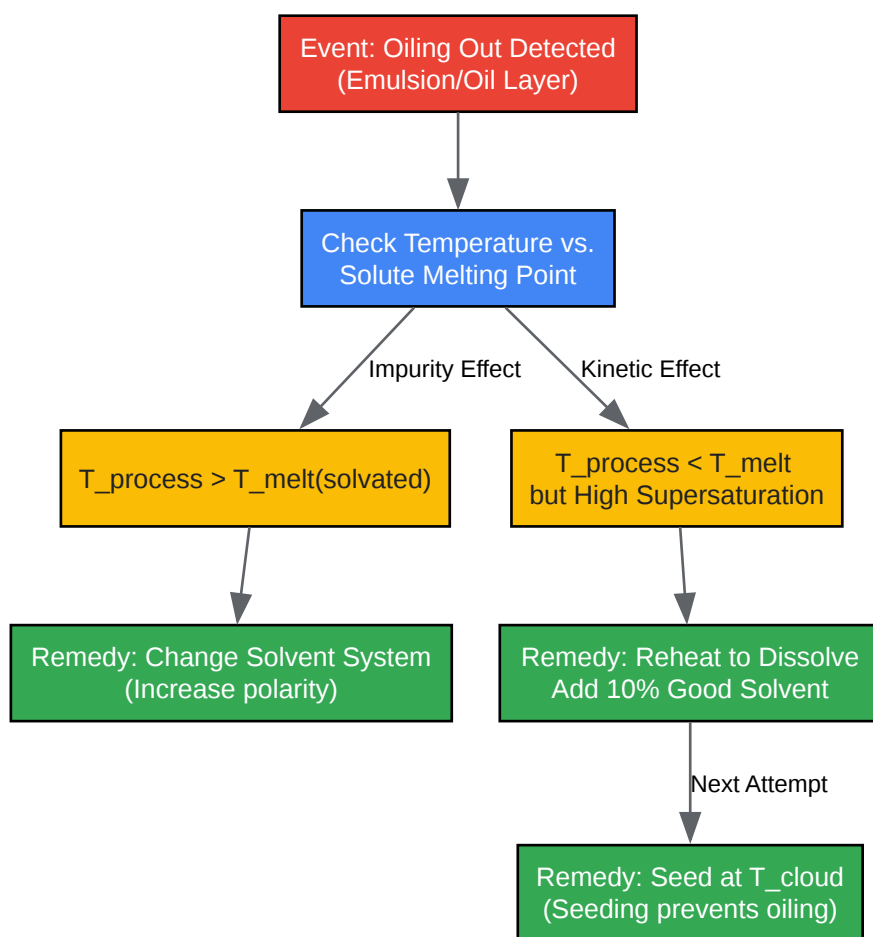 Event: Oiling Out Detected
(Emulsion/Oil Layer)
Check Temperature vs.
Solute Melting Point
Impurity Effect
Kinetic Effect
T_process > T_melt(solvated)
T_process < T_melt
but High Supersaturation
Remedy: Change Solvent System
(Increase polarity)
Remedy: Reheat to Dissolve
Add 10% Good Solvent
Next Attempt
Remedy: Seed at T_cloud
(Seeding prevents oiling)